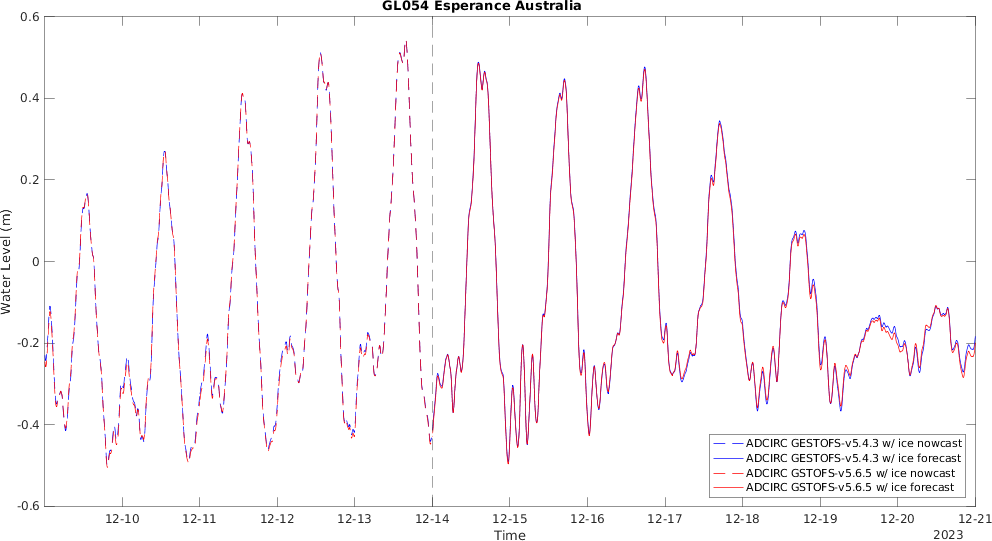 GL054 Esperance Australia
Water Level (m)
0.6
0.4
0.2
0
-0.2
-0.4
-0.6
12-10 12-11 12-12 12-13 12-14 12-15 12-16 12-17 12-18 12-19 12-20 12-21
Time
2023
ADCIRC GESTOFS-v5.4.3 w/ ice nowcast
ADCIRC GESTOFS-v5.4.3 w/ ice forecast
ADCIRC GSTOFS-v5.6.5 w/ ice nowcast
ADCIRC GSTOFS-v5.6.5 w/ ice forecast